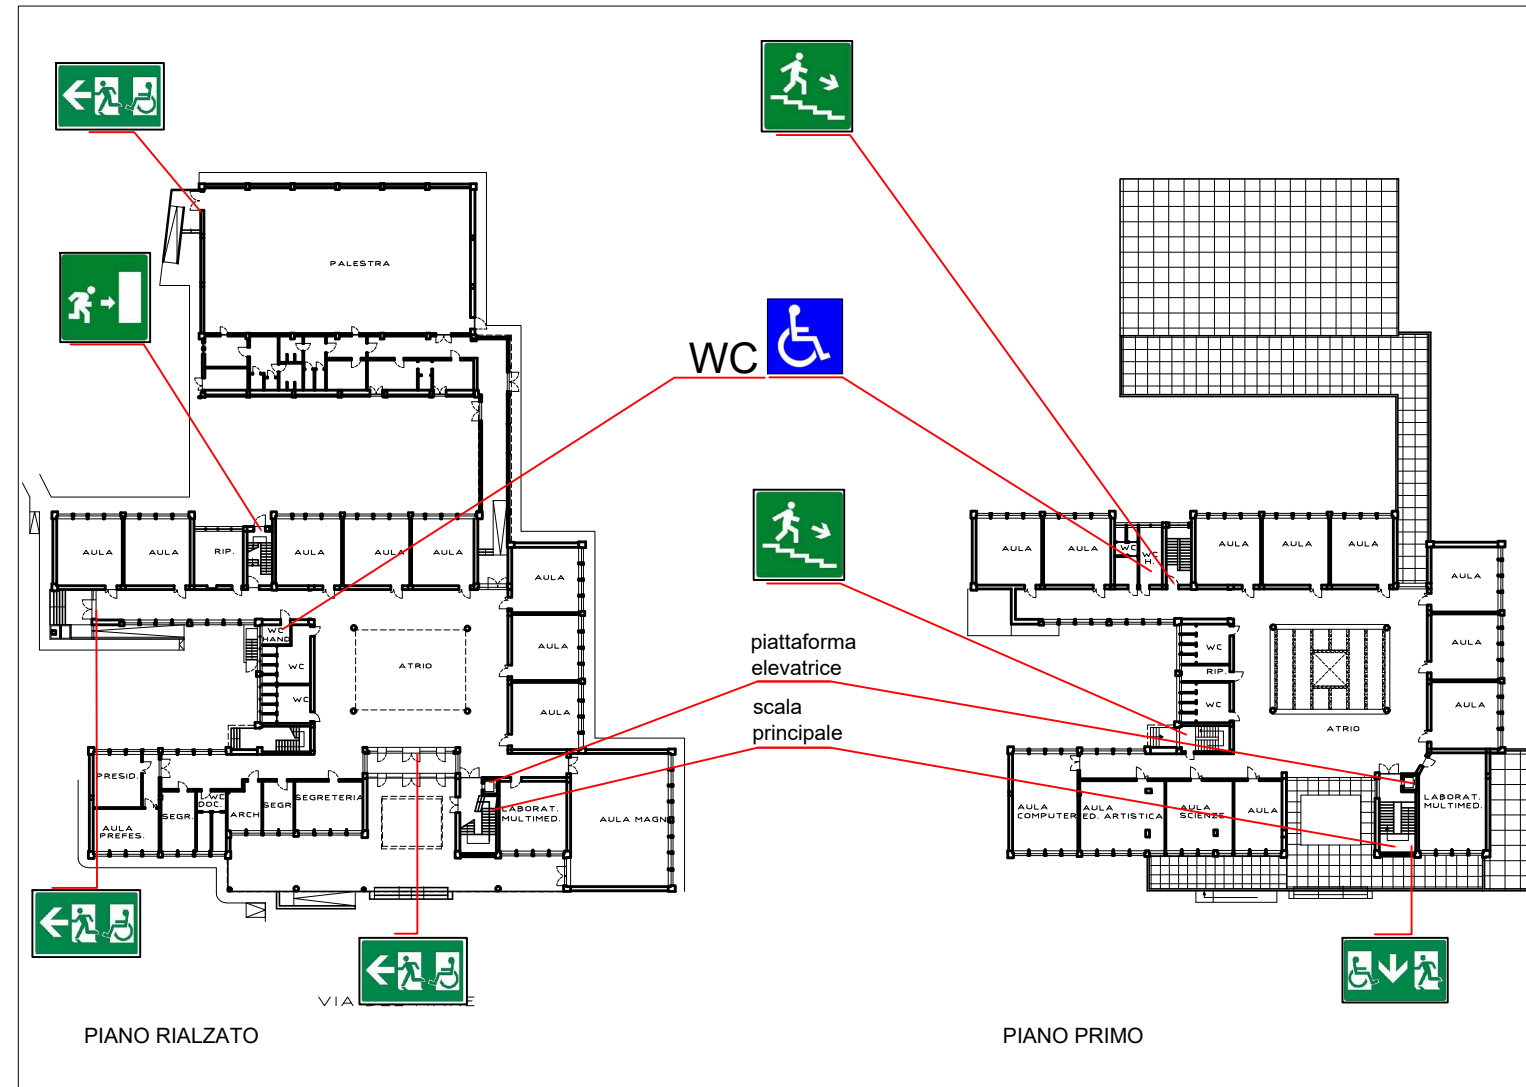 PALESTRA
WC
AULA
AULA
RIP.
AULA
AULA
AULA
AULA
AULA
AULA
WC
HAND
WC
WC
ATRIO
PRESID.
AULA
PREFES.
SEGR.
WC
DOC.
ARCH
SEGR
SEGRETERIA
LABORAT.
MULTIMED.
AULA MAGN
VIA
PIANO RIALZATO
piattaforma
elevatrice
scala
principale
AULA
AULA
WC
WC
H.
AULA
AULA
AULA
AULA
AULA
AULA
WC
RIP.
WC
ATRIO
AULA
COMPUTER
AULA
ED. ARTISTICA
AULA
SCIENZE
AULA
LABORAT.
MULTIMED.
PIANO PRIMO